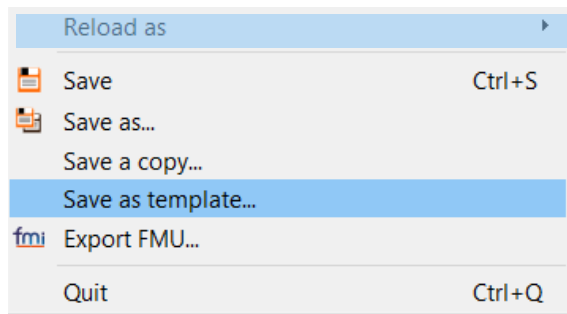 Reload as
Save Ctrl+S
Save as...
Save a copy...
Save as template...
fmi Export FMU...
Quit Ctrl+Q